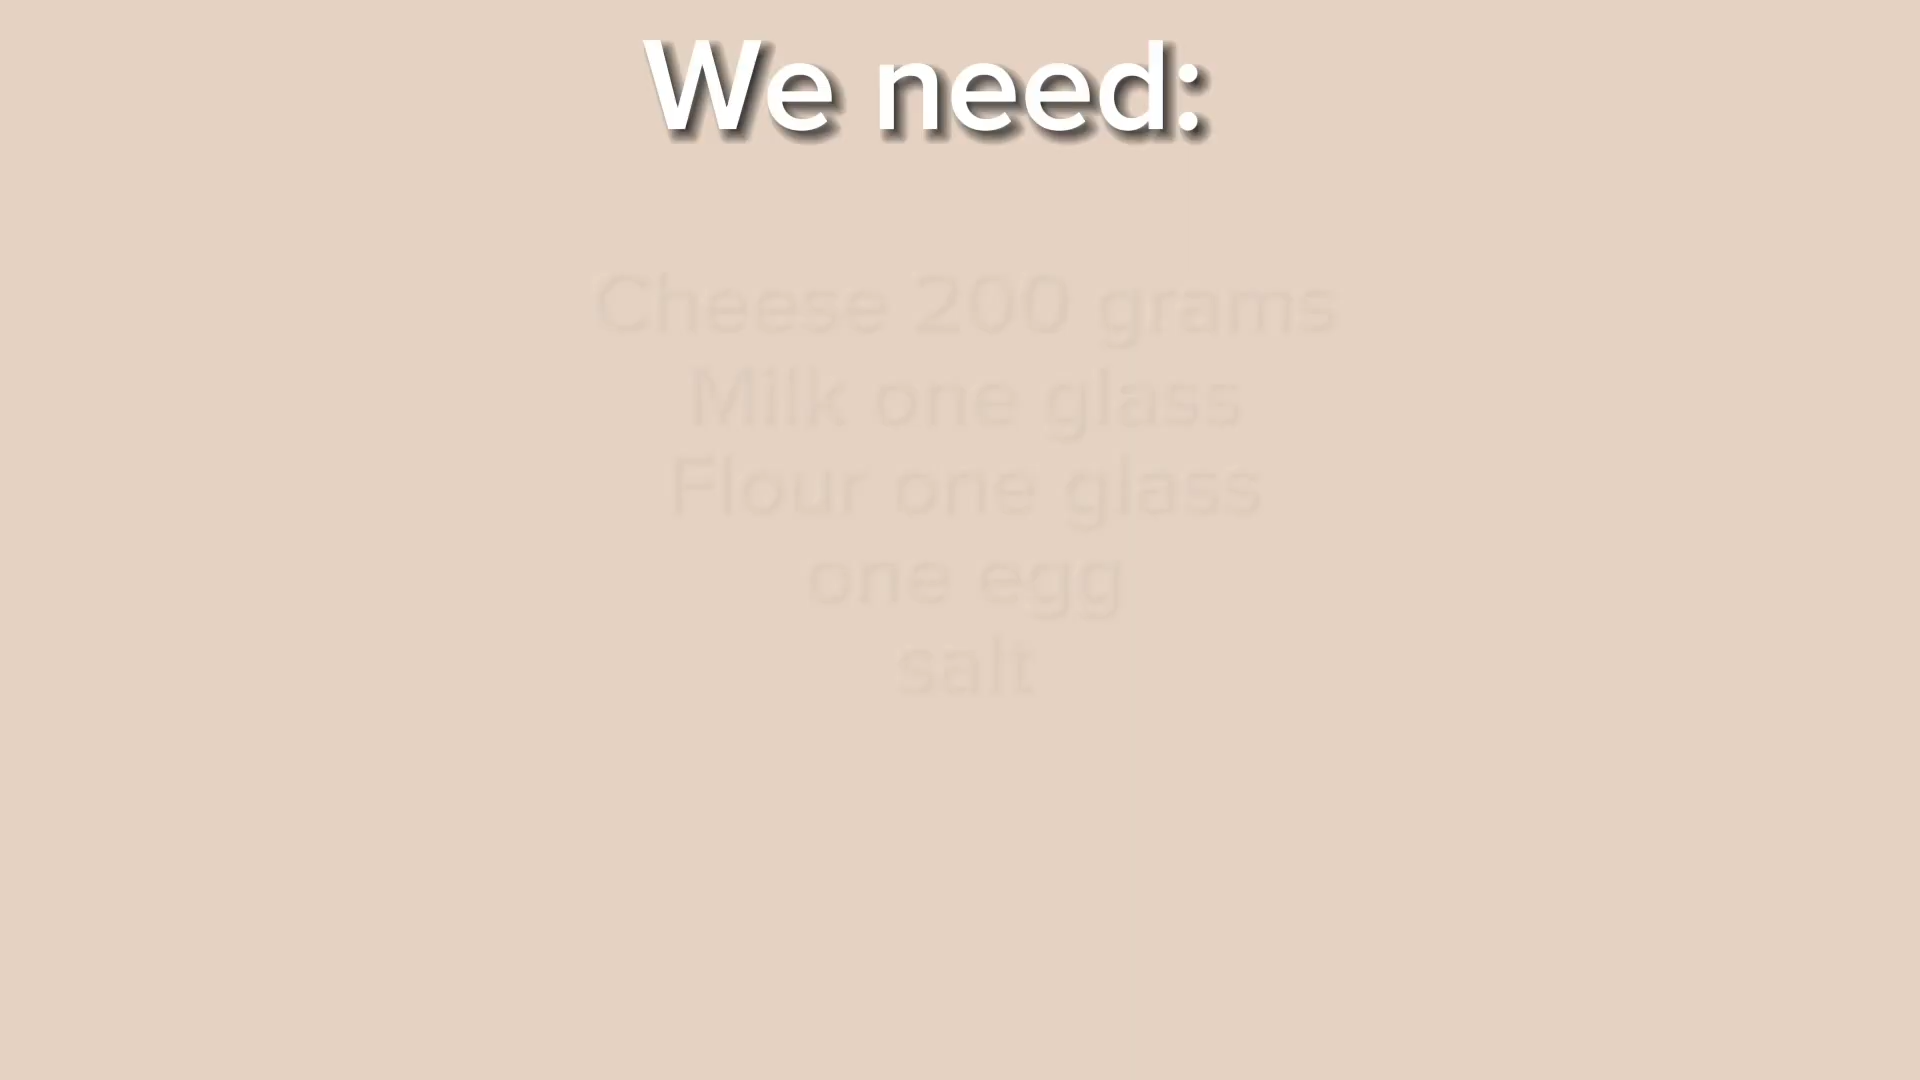 We need:
Cheese 200 grams
Milk one glass
Flour one glass
one egg
salt